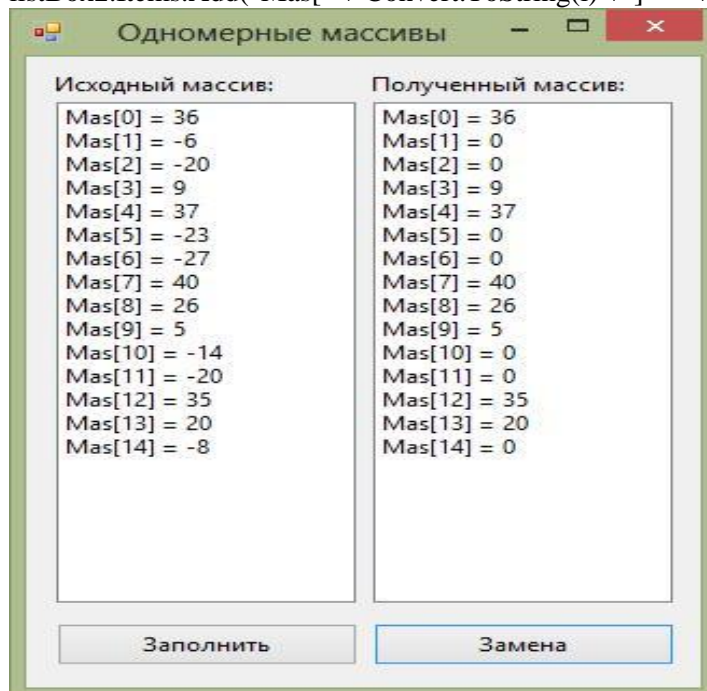 Одномерные массивы
Исходный массив:
Mas[0] = 36
Mas[1] = -6
Mas[2] = -20
Mas[3] = 9
Mas[4] = 37
Mas[5] = -23
Mas[6] = -27
Mas[7] = 40
Mas[8] = 26
Mas[9] = 5
Mas[10] = -14
Mas[11] = -20
Mas[12] = 35
Mas[13] = 20
Mas[14] = -8
Полученный массив:
Mas[0] = 36
Mas[1] = 0
Mas[2] = 0
Mas[3] = 9
Mas[4] = 37
Mas[5] = 0
Mas[6] = 0
Mas[7] = 40
Mas[8] = 26
Mas[9] = 5
Mas[10] = 0
Mas[11] = 0
Mas[12] = 35
Mas[13] = 20
Mas[14] = 0
Заполнить
Замена